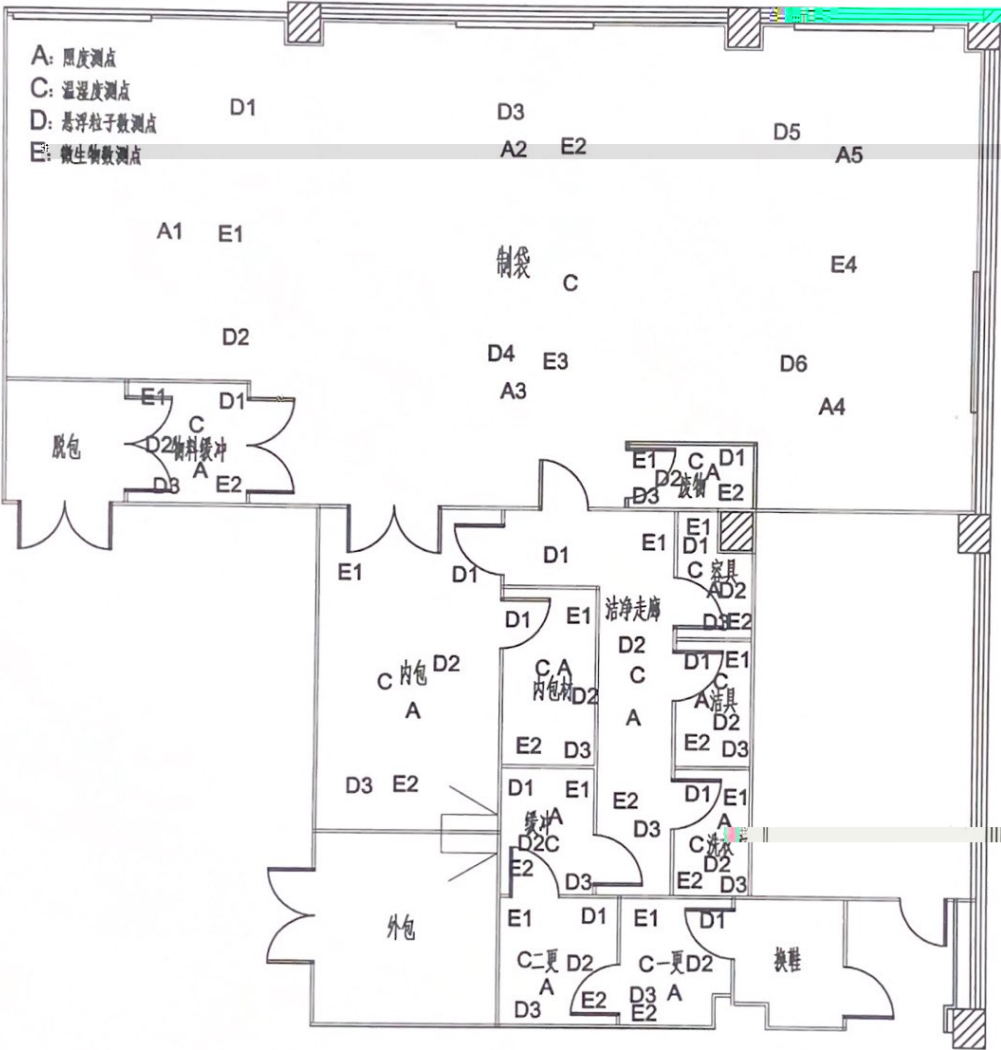 A：照度测点
C：温湿度测点
D：悬浮粒子数测点
E：微生物数测点
D1
D3
D5
A2 E2
A5
A1 E1
E4
制袋
C
D2
D4 E3
D6
A3
A4
E1 D1
C
脱包
D2物料缓冲
A
D3 E2
E1 C D1
D2 A
废物
D3 E2
E1
D1
C 容具
A D2
D3 E2
D1
E1
洁净走廊
D2
C
A
E2
D3
E1
D1
D2
C 内包
A
D3 E2
D1 E1
C A
内包材 D2
E2 D3
D1 E1
C
A 洁具
D2
E2 D3
D1 E1
缓冲 A
D2 C
E2
D3
D1 E1
A
C 洗衣
D2
E2 D3
外包
E1 D1
C 二更 D2
A
D3 E2
E1 D1
C 一更 D2
D3 A
E2
换鞋